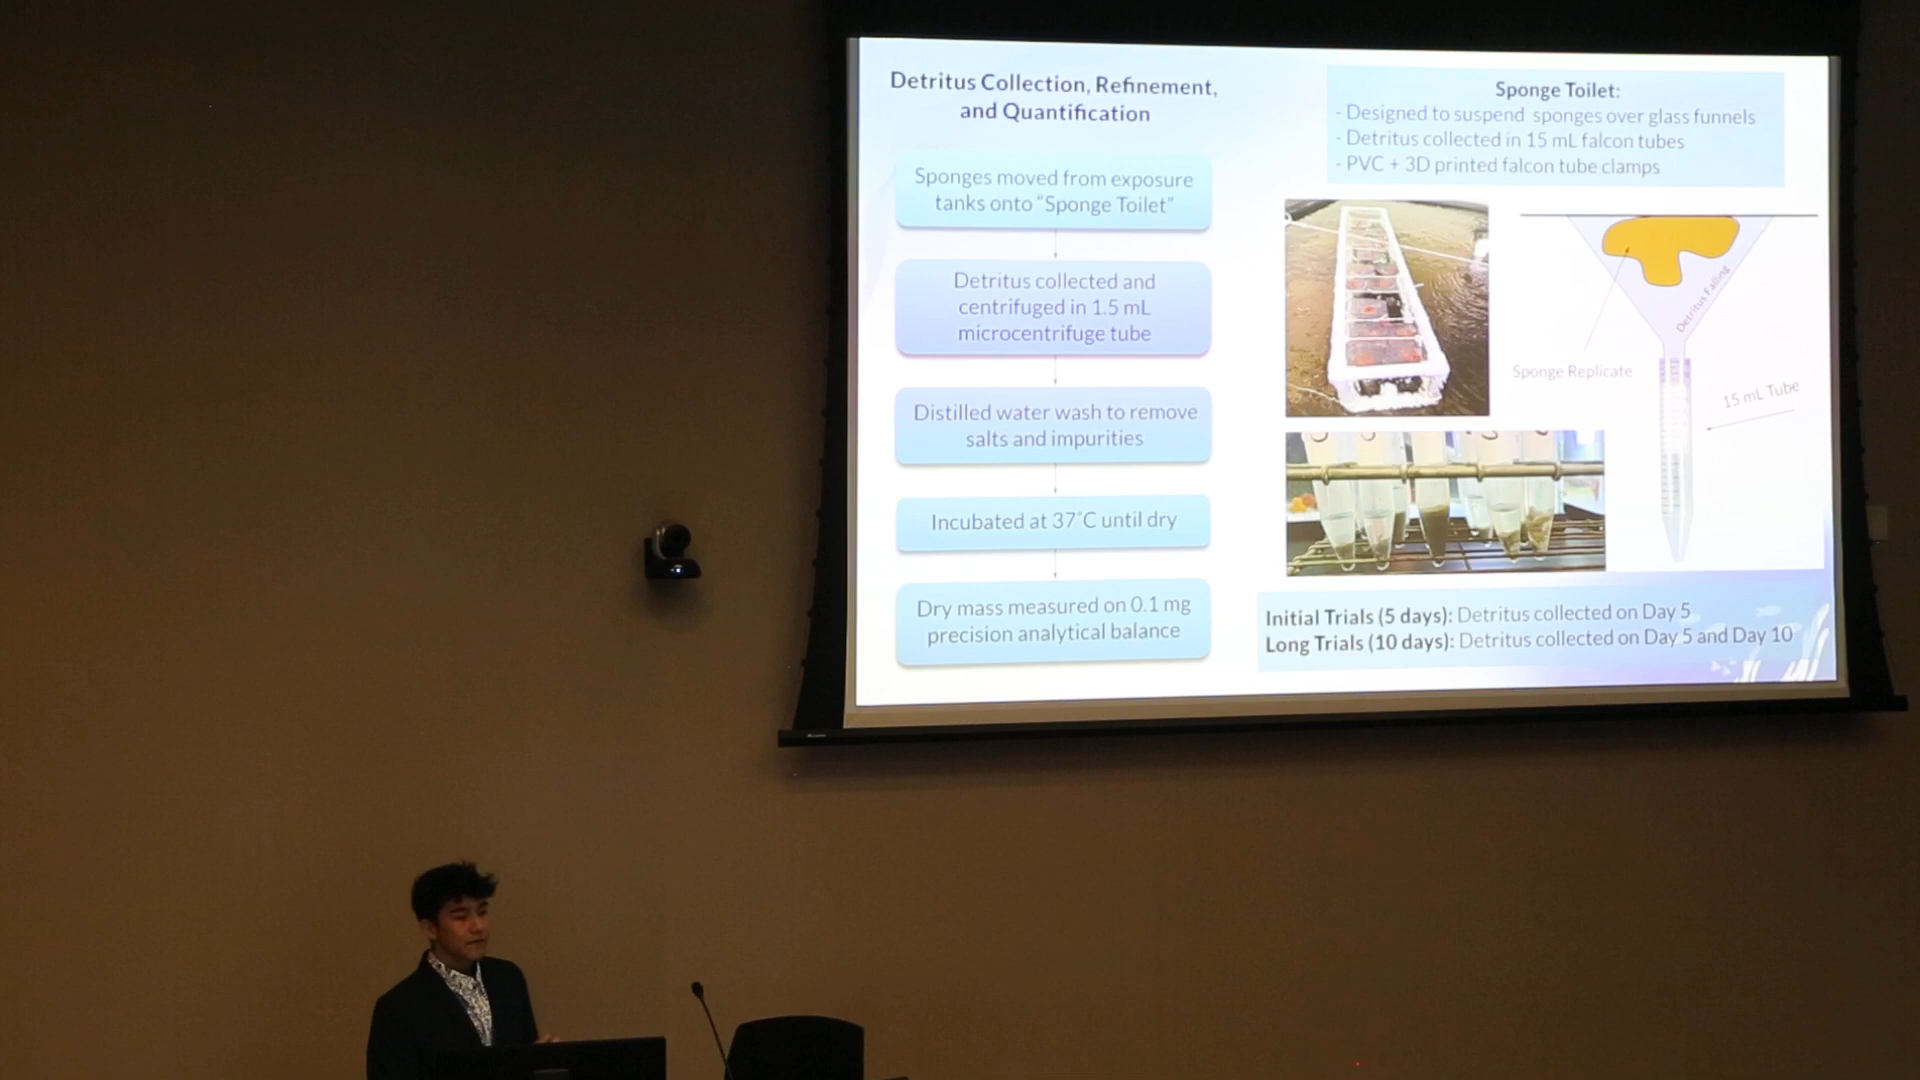 Detritus Collection, Refinement,
and Quantification
Sponges moved from exposure
tanks onto “Sponge Toilet”
Detritus collected and
centrifuged in 1.5 mL
microcentrifuge tube
Distilled water wash to remove
salts and impurities
Incubated at 37°C until dry
Dry mass measured on 0.1 mg
precision analytical balance
Sponge Toilet:
- Designed to suspend sponges over glass funnels
- Detritus collected in 15 mL falcon tubes
- PVC + 3D printed falcon tube clamps
Detritus Falling
Sponge Replicate
15 mL Tube
Initial Trials (5 days): Detritus collected on Day 5
Long Trials (10 days): Detritus collected on Day 5 and Day 10